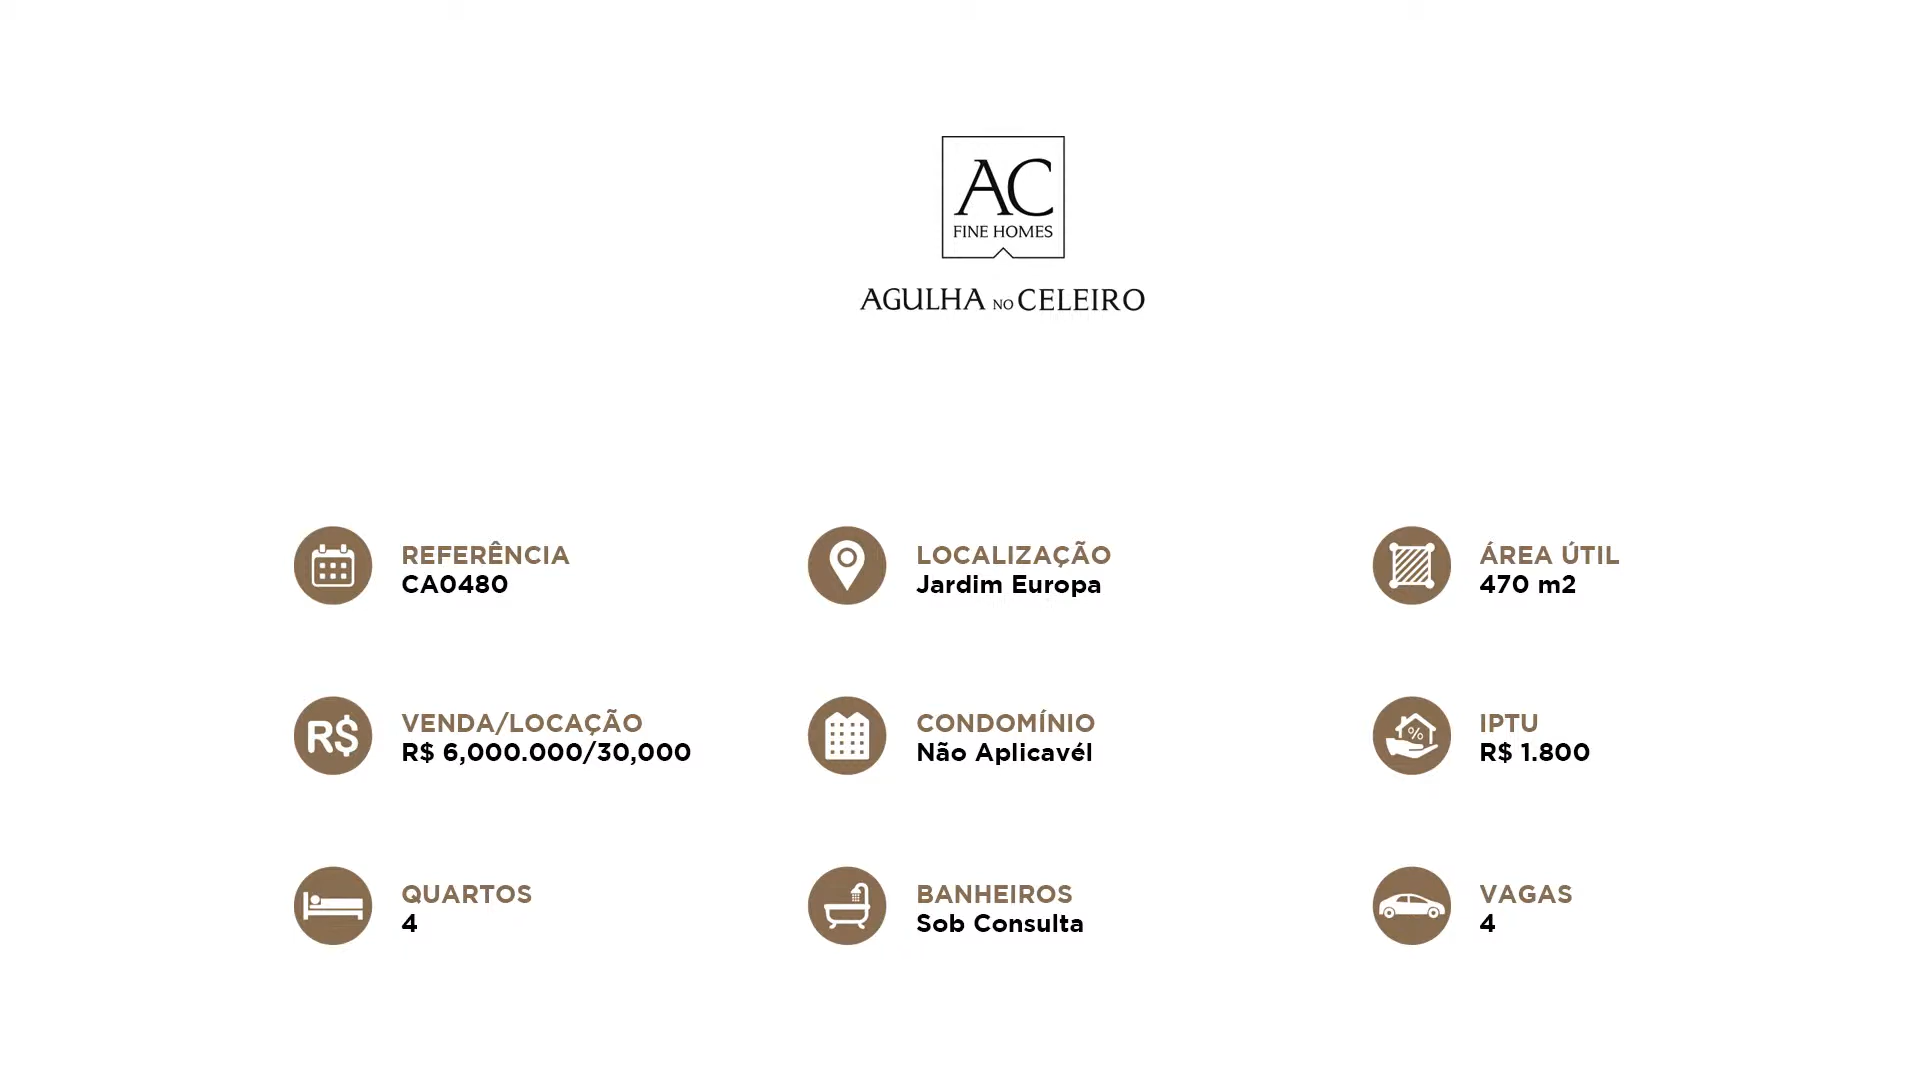 AC
FINE HOMES
AGULHA NO CELEIRO
REFERÊNCIA
CA0480
LOCALIZAÇÃO
Jardim Europa
ÁREA ÚTIL
470 m2
R$
VENDA/LOCAÇÃO
R$ 6,000.000/30,000
CONDOMÍNIO
Não Aplicavél
%
IPTU
R$ 1.800
QUARTOS
4
BANHEIROS
Sob Consulta
VAGAS
4